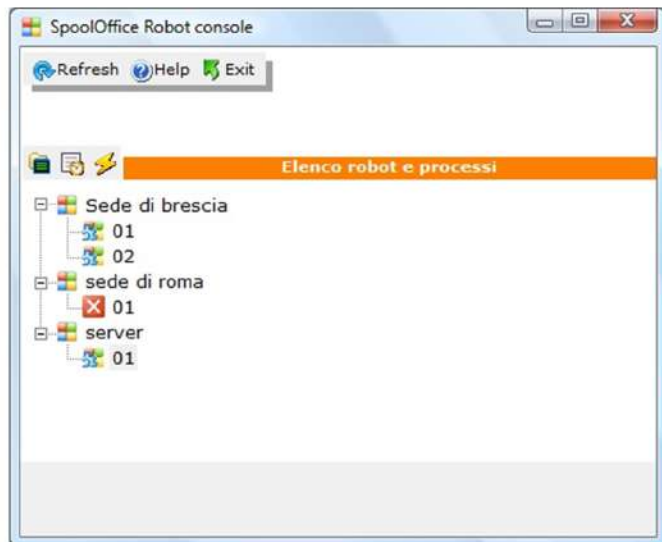 SpoolOffice Robot console
Refresh Help Exit
Elenco robot e processi
Sede di brescia
01
02
sede di roma
01
server
01